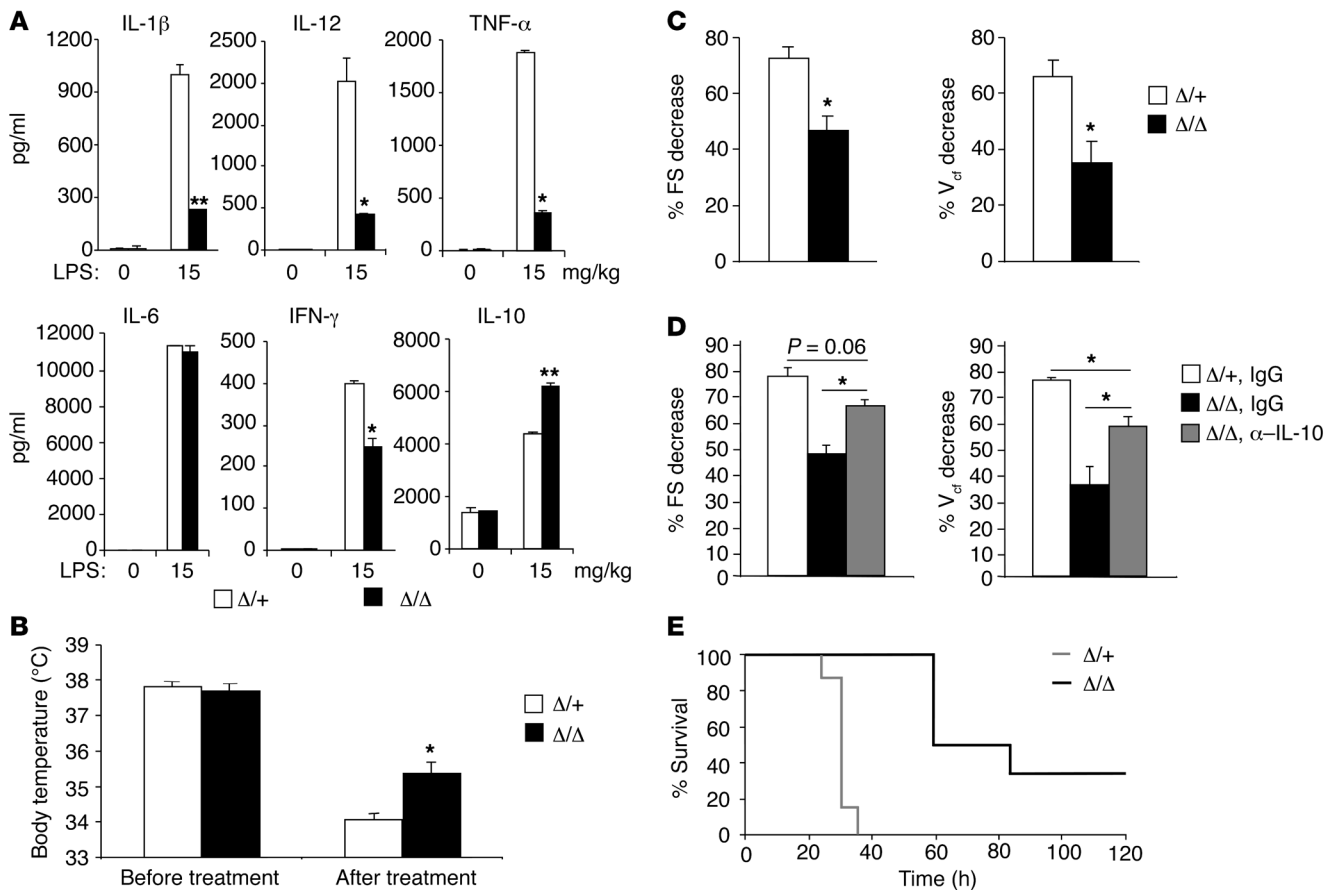 A
IL-1β
IL-12
TNF-α
pg/ml
1200
900
600
300
0
2500
2000
2000
1500
500
0
2000
1500
1000
500
0
LPS: 0 15
0 15
0 15 mg/kg
IL-6
IFN-γ
IL-10
pg/ml
12000
10000
8000
6000
4000
2000
0
500
400
300
200
100
0
8000
6000
4000
2000
0
**
*
*
*
**
LPS: 0 15
0 15
0 15 mg/kg
Δ/+ Δ/Δ
B
Body temperature (°C)
39
38
37
36
35
34
33
*
Δ/+
Δ/Δ
Before treatment
After treatment
C
% FS decrease
80
60
40
20
0
*
% Vcf decrease
80
60
40
20
0
*
Δ/+
Δ/Δ
D
% FS decrease
90
80
70
60
50
40
30
20
10
0
P = 0.06
*
% Vcf decrease
90
80
70
60
50
40
30
20
10
0
*
*
Δ/+, IgG
Δ/Δ, IgG
Δ/Δ, α–IL-10
E
% Survival
100
80
60
40
20
0
0 20 40 60 80 100 120
Time (h)
Δ/+
Δ/Δ